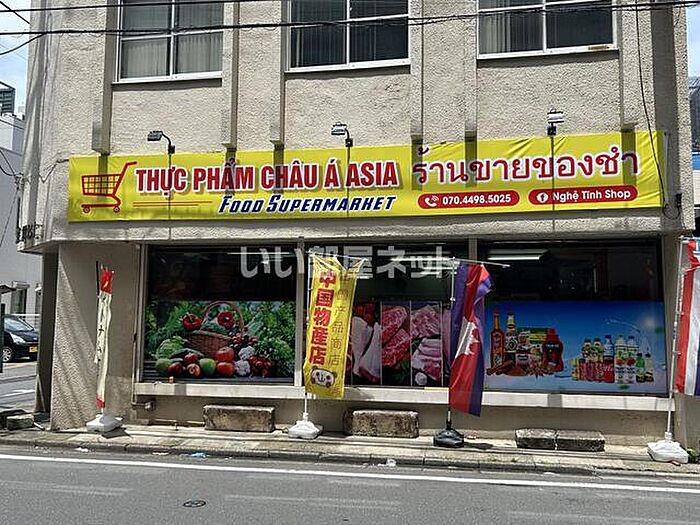 THỰC PHẨM CHÂU Á ASIA
FOOD SUPERMARKET
ร้านขายของชำ
070.4498.5025
Nghệ Tĩnh Shop
いい部屋ネット
中国物産店